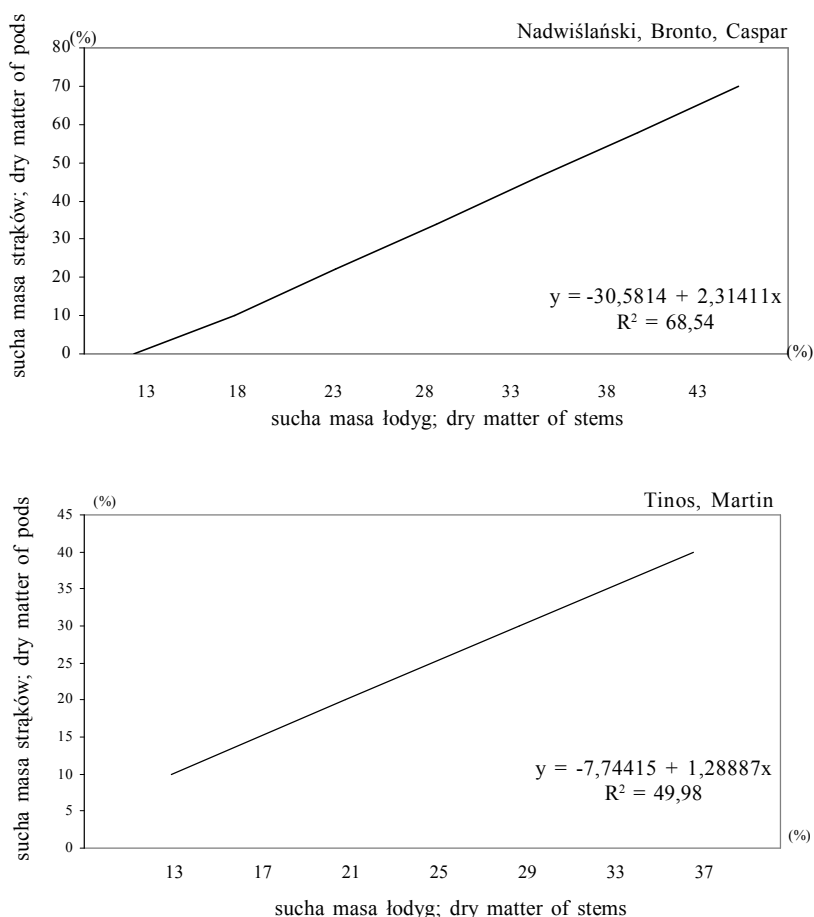 Nadwiślański, Bronto, Caspar
(%)
80
70
60
50
40
30
20
10
0
sucha masa strąków; dry matter of pods
y = -30,5814 + 2,31411x
R² = 68,54
(%)
13 18 23 28 33 38 43
sucha masa łodyg; dry matter of stems
Tinos, Martin
(%)
45
40
35
30
25
20
15
10
5
0
sucha masa strąków; dry matter of pods
y = -7,74415 + 1,28887x
R² = 49,98
(%)
13 17 21 25 29 33 37
sucha masa łodyg; dry matter of stems